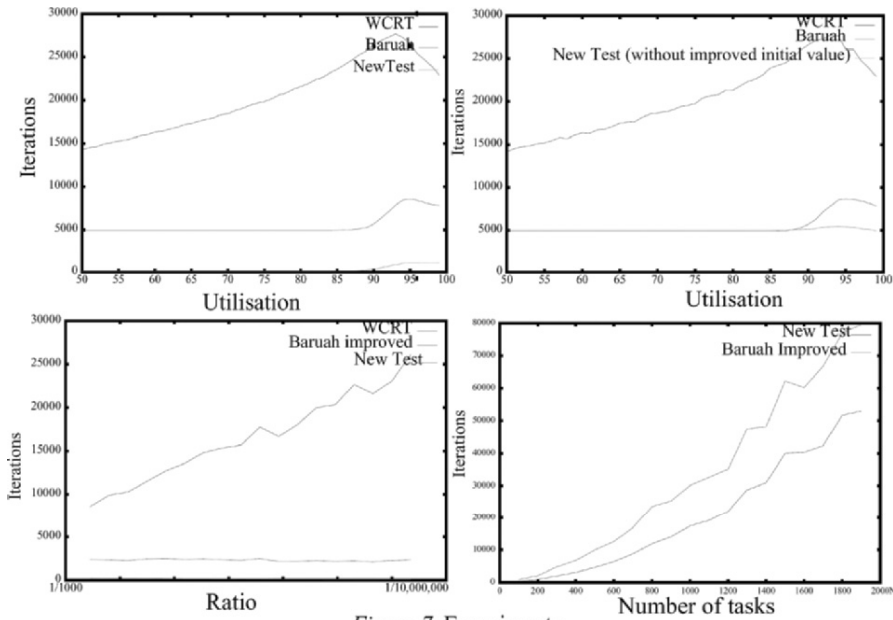 30000
25000
20000
15000
10000
5000
0
Iterations
WCRT
Baruah
NewTest
50 55 60 65 70 75 80 85 90 95 100
Utilisation
30000
25000
20000
15000
10000
5000
0
Iterations
WCRT
Baruah
New Test (without improved initial value)
50 55 60 65 70 75 80 85 90 95 100
Utilisation
30000
25000
20000
15000
10000
5000
0
Iterations
WCRT
Baruah improved
New Test
1/1000 1/10,000,000
Ratio
80000
70000
60000
50000
40000
30000
20000
10000
0
Iterations
New Test
Baruah Improved
0 200 400 600 800 1000 1200 1400 1600 1800
Number of tasks